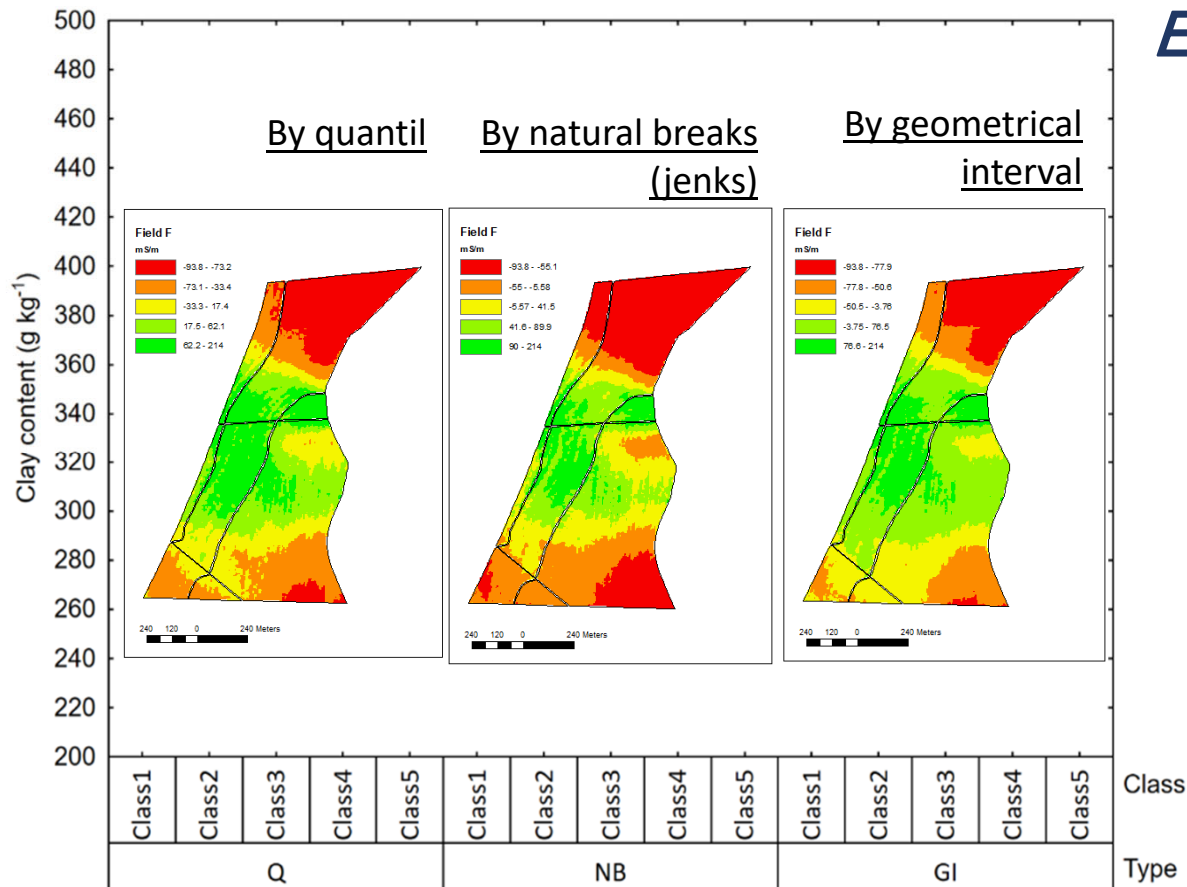 E
500
480
460
440
420
400
380
360
340
320
300
280
260
240
220
200
Clay content (g kg⁻¹)
By quantil
By natural breaks
(jenks)
By geometrical
interval
Field F
mS/m
-93.8 - -73.2
-73.1 - -33.4
-33.3 - 17.4
17.5 - 62.1
62.2 - 214
240 120 0 240 Meters
Field F
mS/m
-93.8 - -55.1
-55 - -5.58
-5.57 - 41.5
41.6 - 89.9
90 - 214
240 120 0 240 Meters
Field F
mS/m
-93.8 - -77.9
-77.8 - -50.6
-50.5 - -3.76
-3.75 - 76.5
76.6 - 214
240 120 0 240 Meters
Class1 Class2 Class3 Class4 Class5 Class1 Class2 Class3 Class4 Class5 Class1 Class2 Class3 Class4 Class5 Class
Q NB GI Type